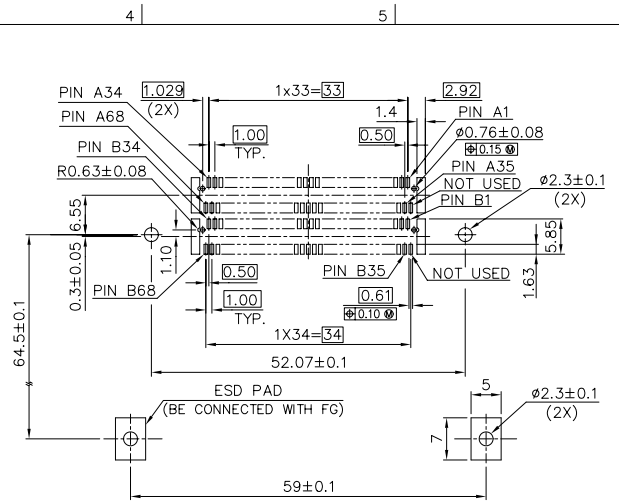 4
5
PIN A34
1.029
(2X)
1x33=33
2.92
PIN A68
1.4
PIN A1
1.00
TYP.
0.50
ø0.76±0.08
⌖ 0.15 Ⓜ
PIN B34
R0.63±0.08
PIN A35
NOT USED
PIN B1
ø2.3±0.1
(2X)
6.55
0.3±0.05
1.10
5.85
1.63
64.5±0.1
PIN B68
0.50
1.00
TYP.
PIN B35
NOT USED
0.61
⌖ 0.10 Ⓜ
1X34=34
52.07±0.1
ESD PAD
(BE CONNECTED WITH FG)
5
7
ø2.3±0.1
(2X)
59±0.1